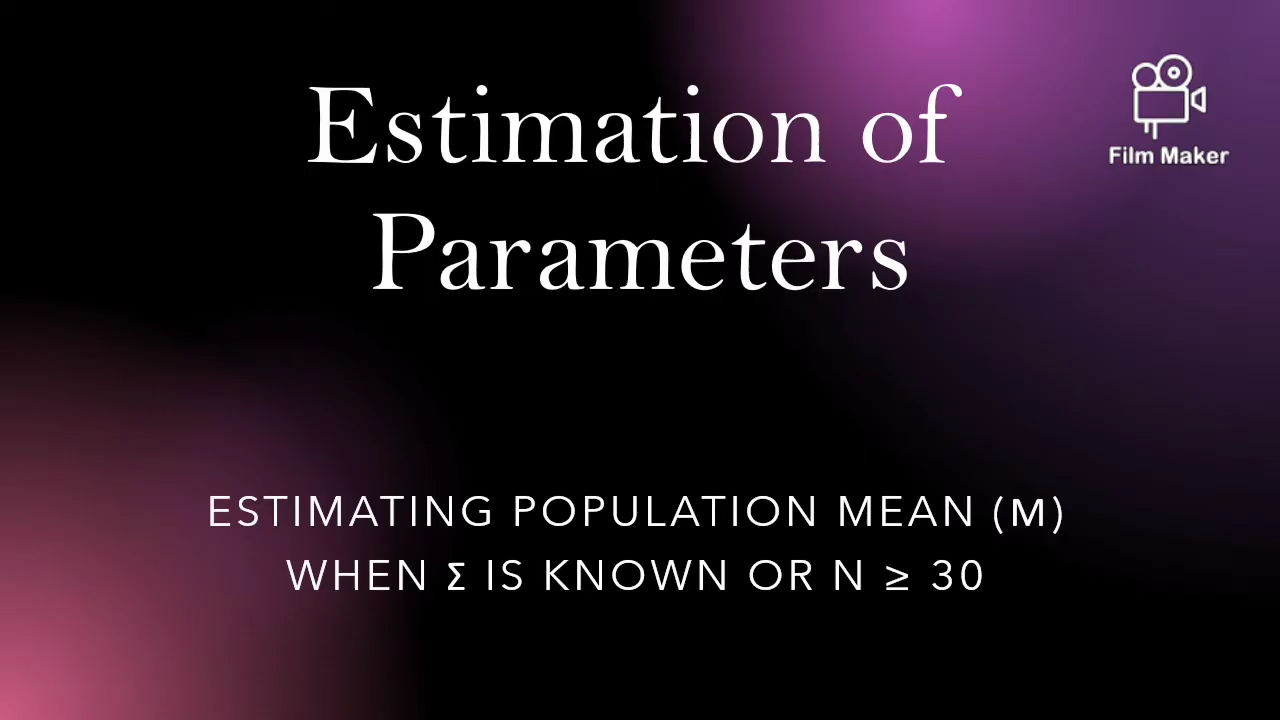 Estimation of
Parameters
Film Maker
ESTIMATING POPULATION MEAN (Μ)
WHEN Σ IS KNOWN OR N ≥ 30